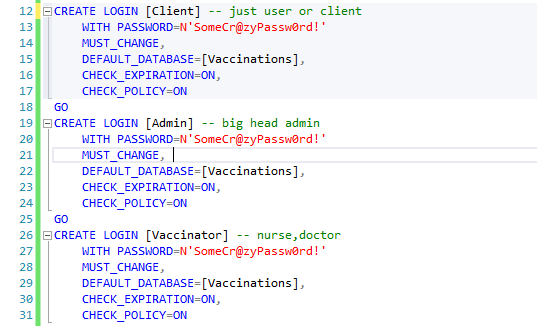 12 CREATE LOGIN [Client] -- just user or client
13 WITH PASSWORD=N'SomeCr@zyPassw0rd!'
14 MUST_CHANGE,
15 DEFAULT_DATABASE=[Vaccinations],
16 CHECK_EXPIRATION=ON,
17 CHECK_POLICY=ON
18 GO
19 CREATE LOGIN [Admin] -- big head admin
20 WITH PASSWORD=N'SomeCr@zyPassw0rd!'
21 MUST_CHANGE,
22 DEFAULT_DATABASE=[Vaccinations],
23 CHECK_EXPIRATION=ON,
24 CHECK_POLICY=ON
25 GO
26 CREATE LOGIN [Vaccinator] -- nurse,doctor
27 WITH PASSWORD=N'SomeCr@zyPassw0rd!'
28 MUST_CHANGE,
29 DEFAULT_DATABASE=[Vaccinations],
30 CHECK_EXPIRATION=ON,
31 CHECK_POLICY=ON